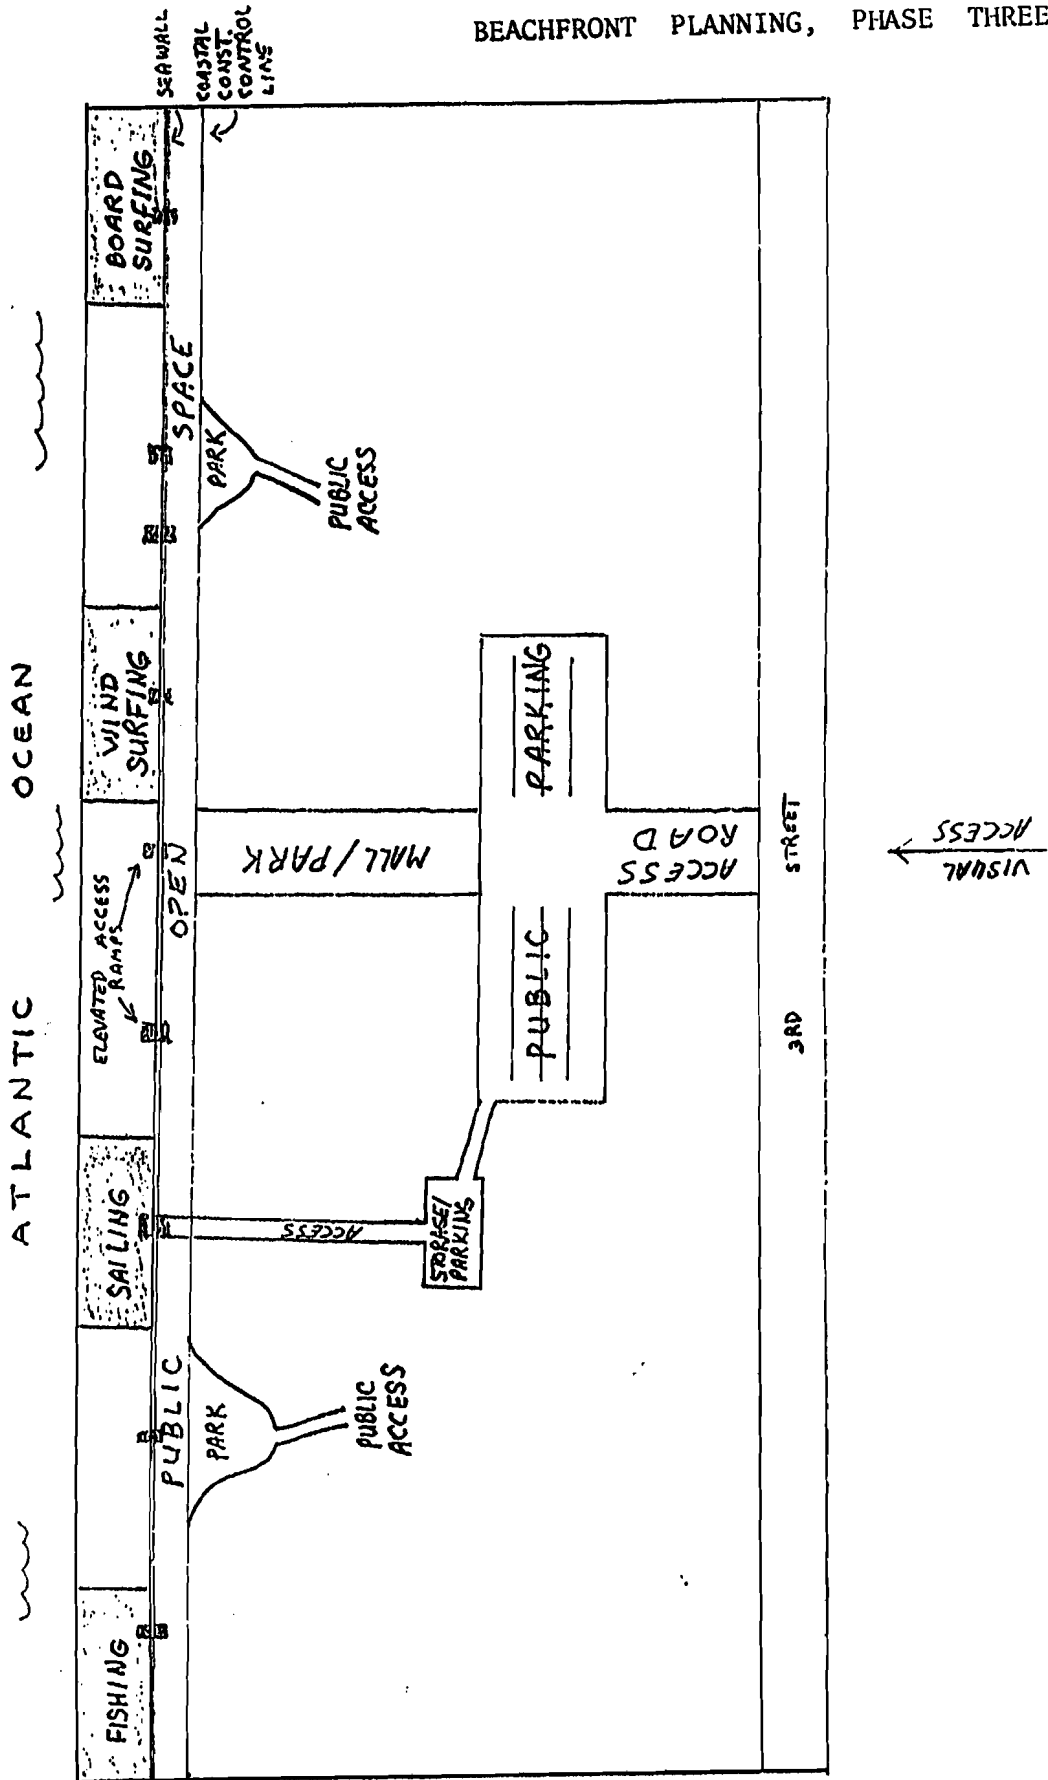 BEACHFRONT PLANNING, PHASE THREE
SEAWALL
COASTAL
CONST.
CONTROL
LINE
ATLANTIC OCEAN
FISHING
SAILING
ELEVATED ACCESS
RAMPS
WIND
SURFING
BOARD
SURFING
PUBLIC OPEN SPACE
PARK
PUBLIC
ACCESS
ACCESS
STORAGE/
PARKING
MALL/PARK
PARK
PUBLIC
ACCESS
PUBLIC PARKING
ACCESS
ROAD
3RD STREET
VISUAL
ACCESS